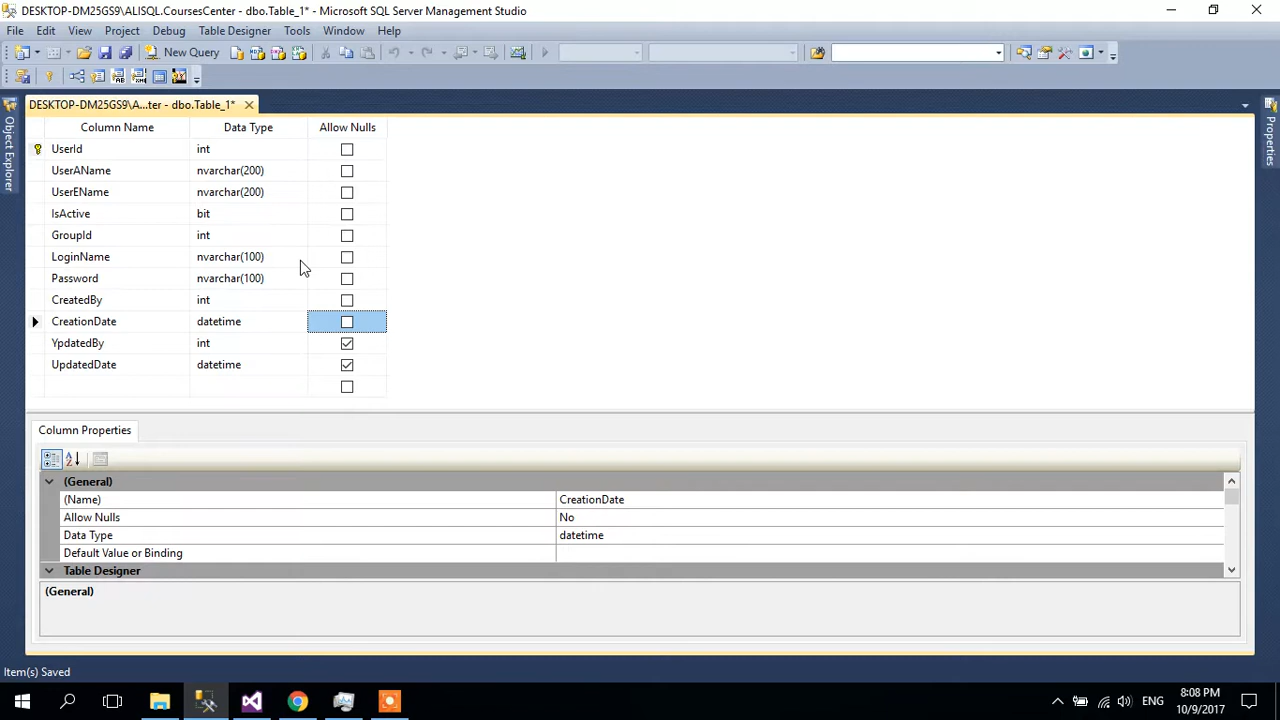 DESKTOP-DM25GS9\ALISQL.CoursesCenter - dbo.Table_1* - Microsoft SQL Server Management Studio
File Edit View Project Debug Table Designer Tools Window Help
New Query
DESKTOP-DM25GS9\A...ter - dbo.Table_1*
Object Explorer
Properties
Column Name Data Type Allow Nulls
UserId int
UserAName nvarchar(200)
UserEName nvarchar(200)
IsActive bit
GroupId int
LoginName nvarchar(100)
Password nvarchar(100)
CreatedBy int
CreationDate datetime
YpdatedBy int
UpdatedDate datetime
Column Properties
(General)
(Name) CreationDate
Allow Nulls No
Data Type datetime
Default Value or Binding
Table Designer
(General)
Item(s) Saved
ENG
8:08 PM
10/9/2017